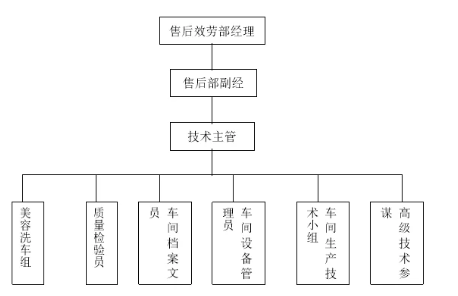 售后效劳部经理
售后部副经
技术主管
美容洗车组
质量检验员
车间档案文
员
车间设备管
理员
车间生产技
术小组
高级技术参
谋